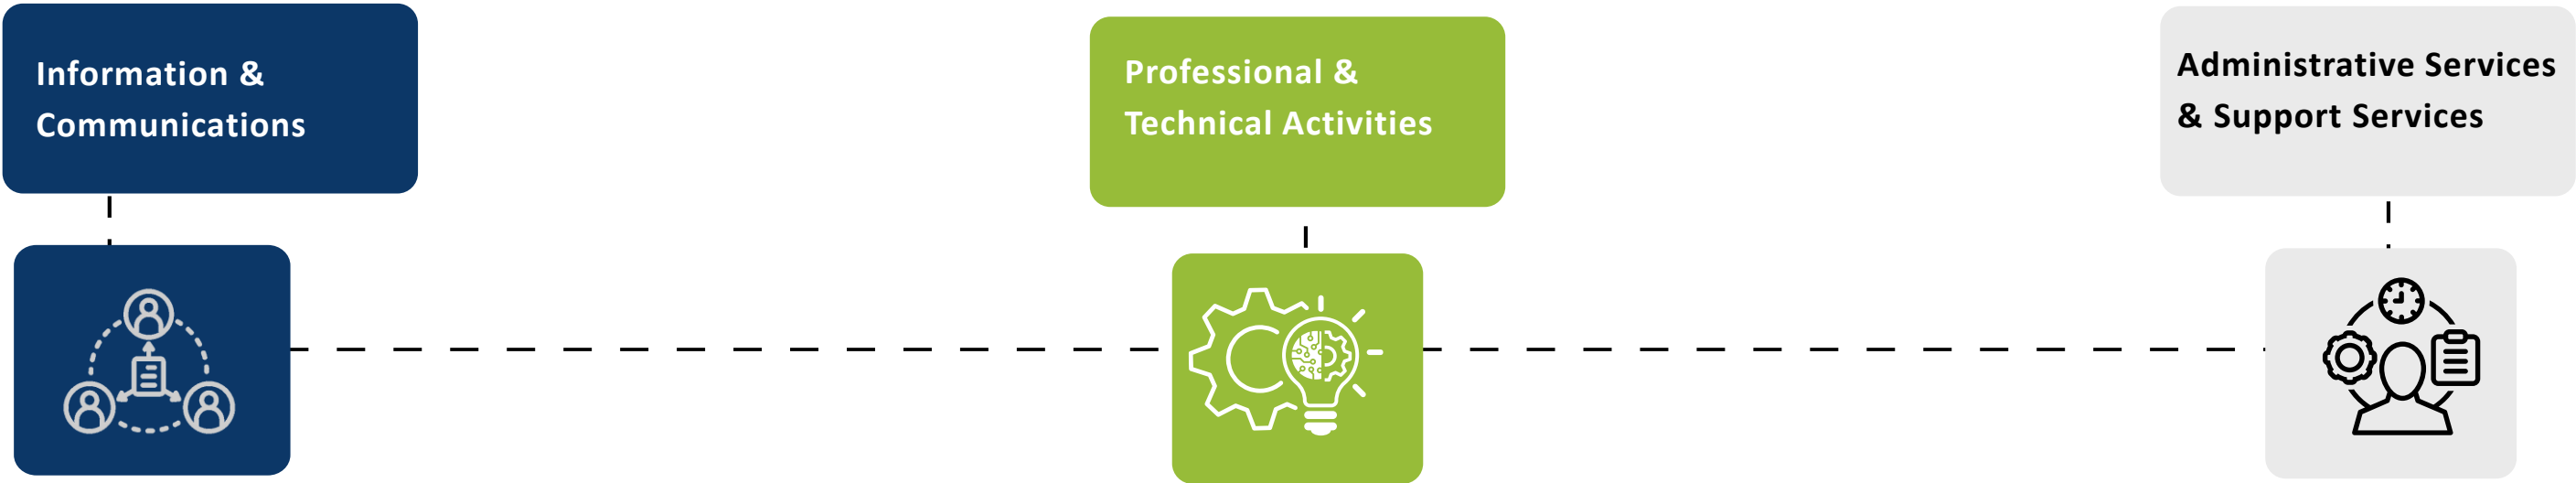 Information &
Communications
Professional &
Technical Activities
Administrative Services
& Support Services